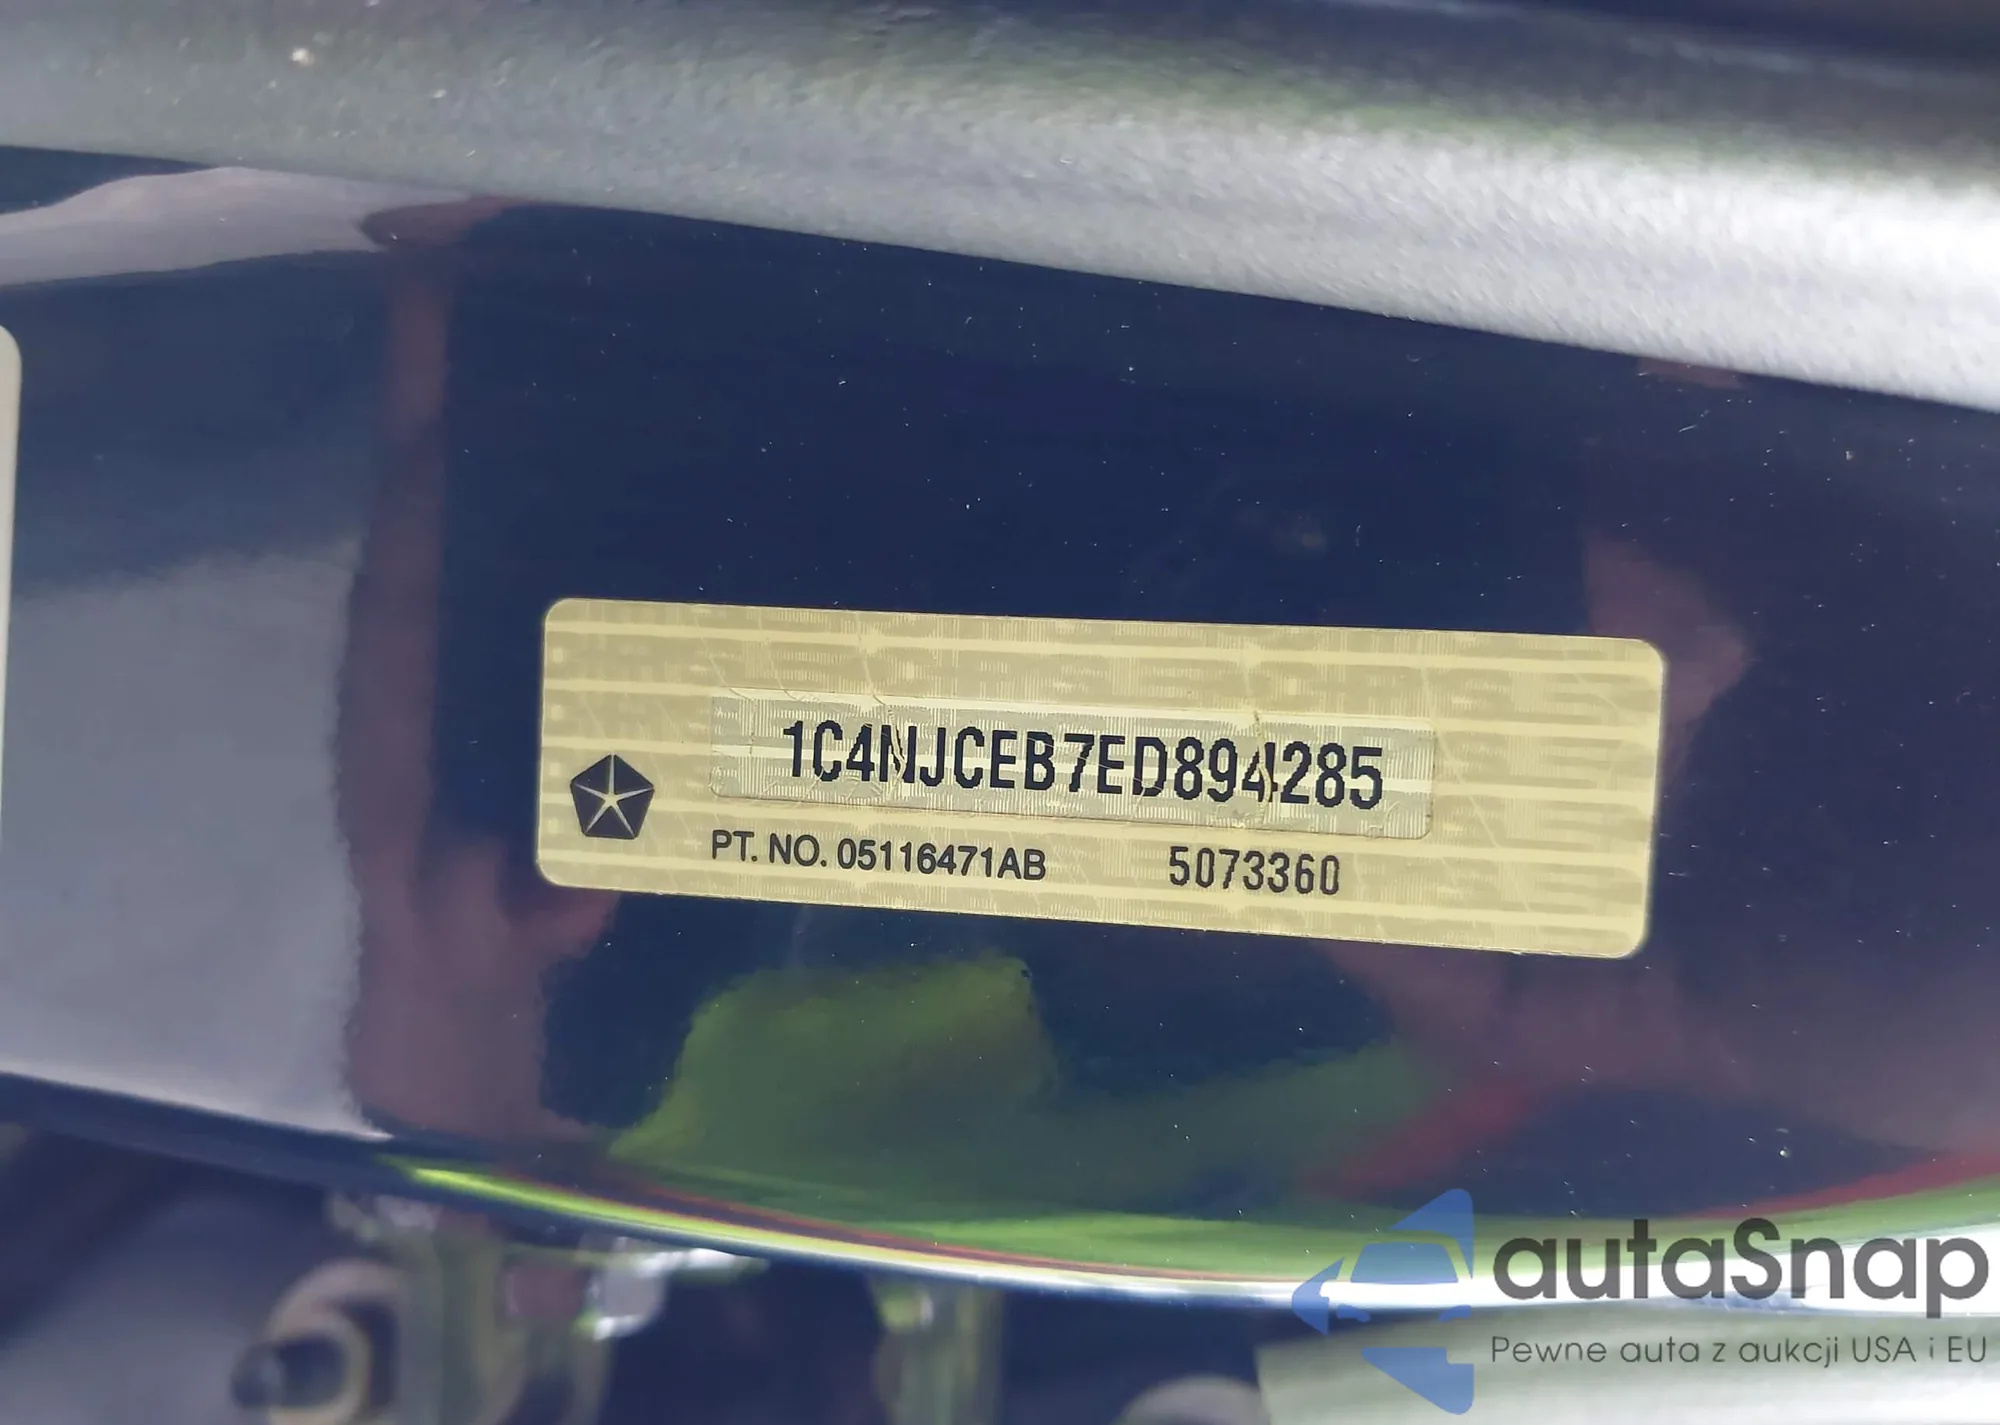 1C4NJCEB7ED894285
PT. NO. 05116471AB 5073360
autaSnap
Pewne auta z aukcji USA i EU